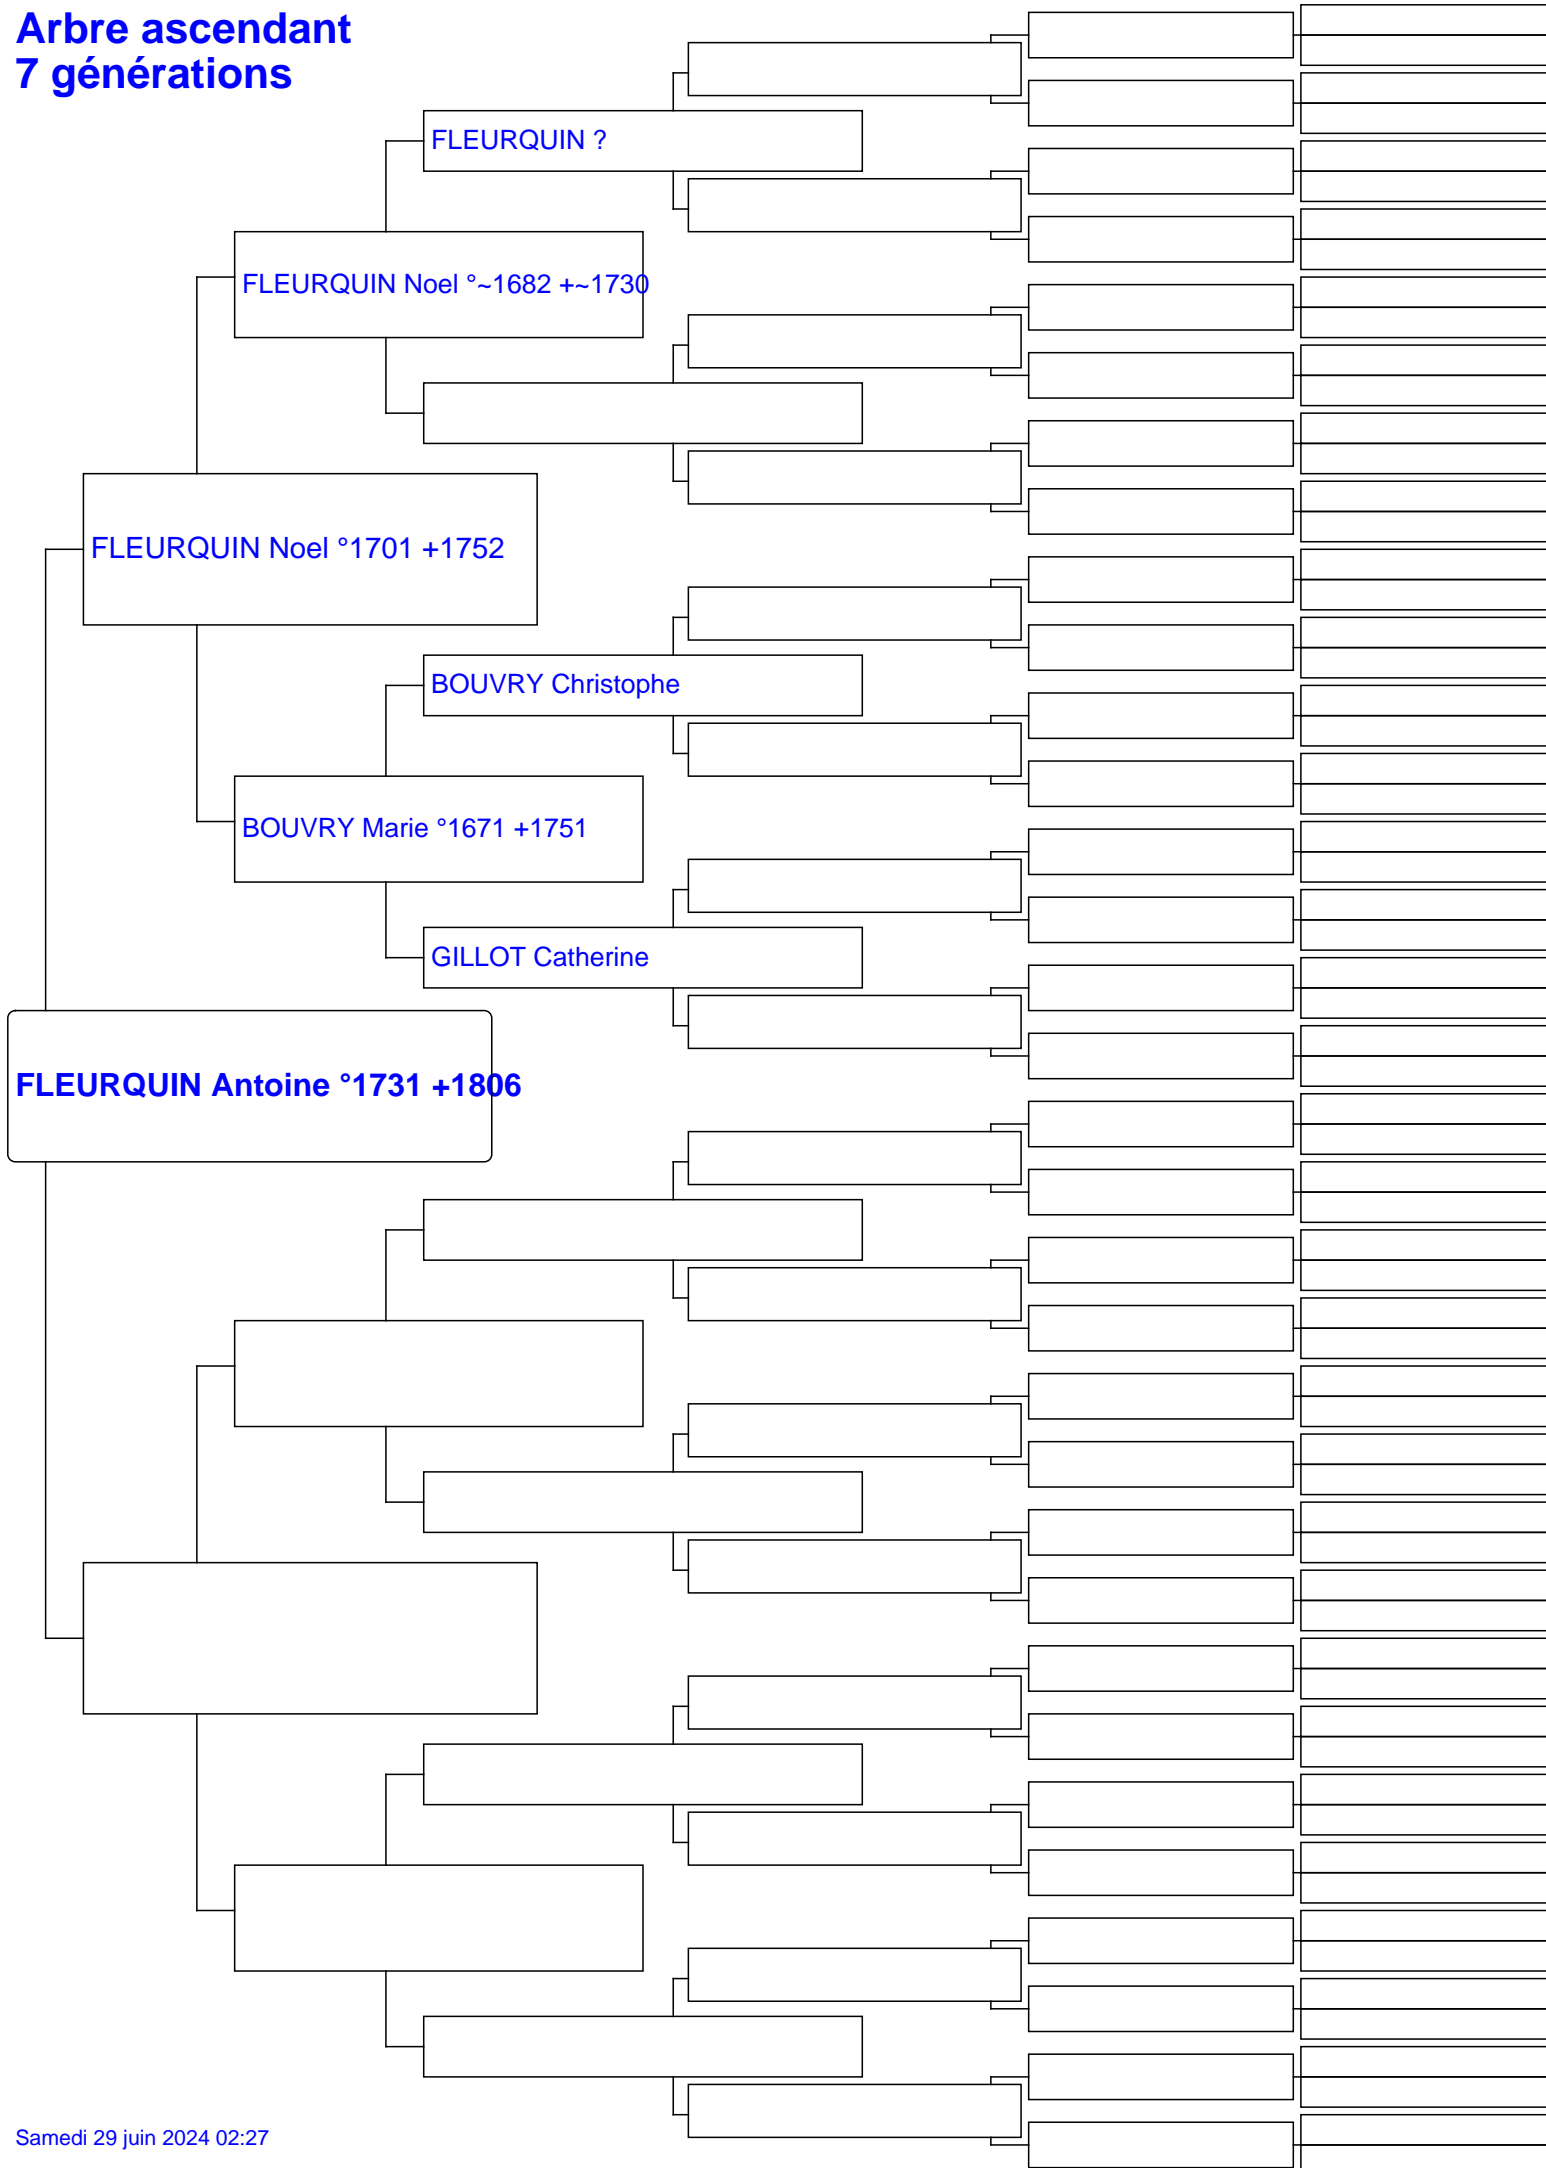 Arbre ascendant
7 générations
FLEURQUIN ?
FLEURQUIN Noel °~1682 +~1730
FLEURQUIN Noel °1701 +1752
BOUVRY Christophe
BOUVRY Marie °1671 +1751
GILLOT Catherine
FLEURQUIN Antoine °1731 +1806
Samedi 29 juin 2024 02:27